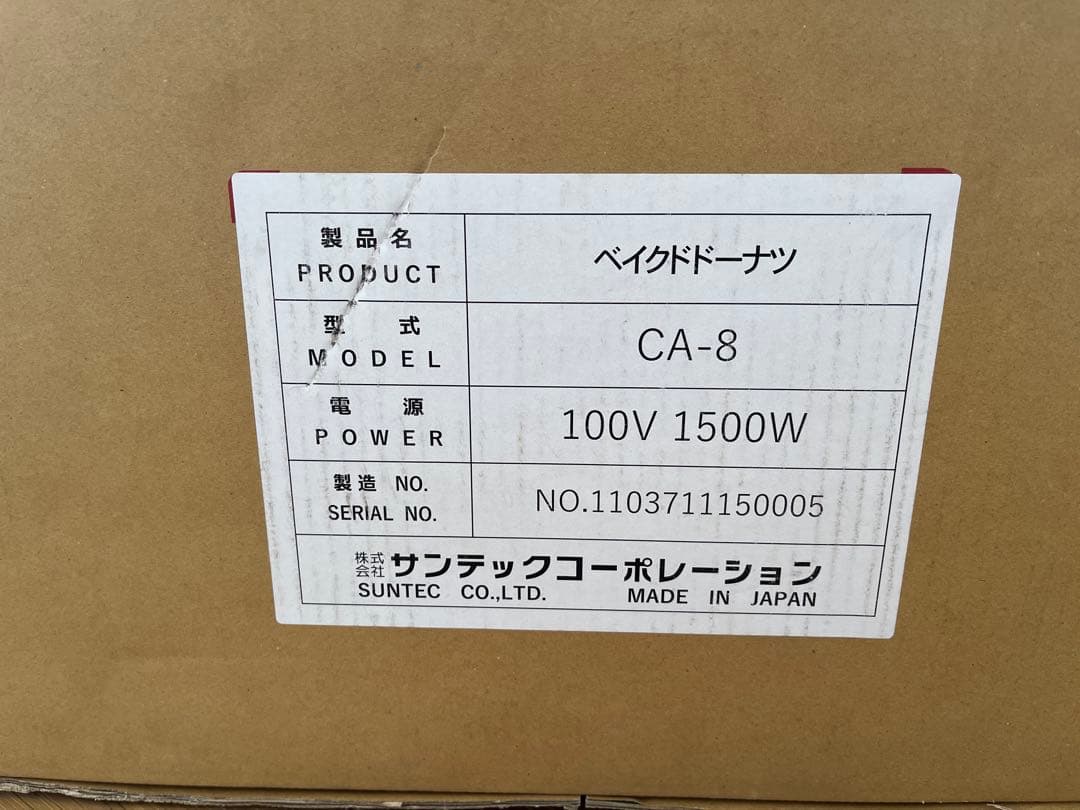 製品名
PRODUCT
ベイクドドーナツ
型 式
MODEL
CA-8
電 源
POWER
100V 1500W
製造 NO.
SERIAL NO.
NO.1103711150005
株式会社 サンテックコーポレーション
SUNTEC CO.,LTD. MADE IN JAPAN